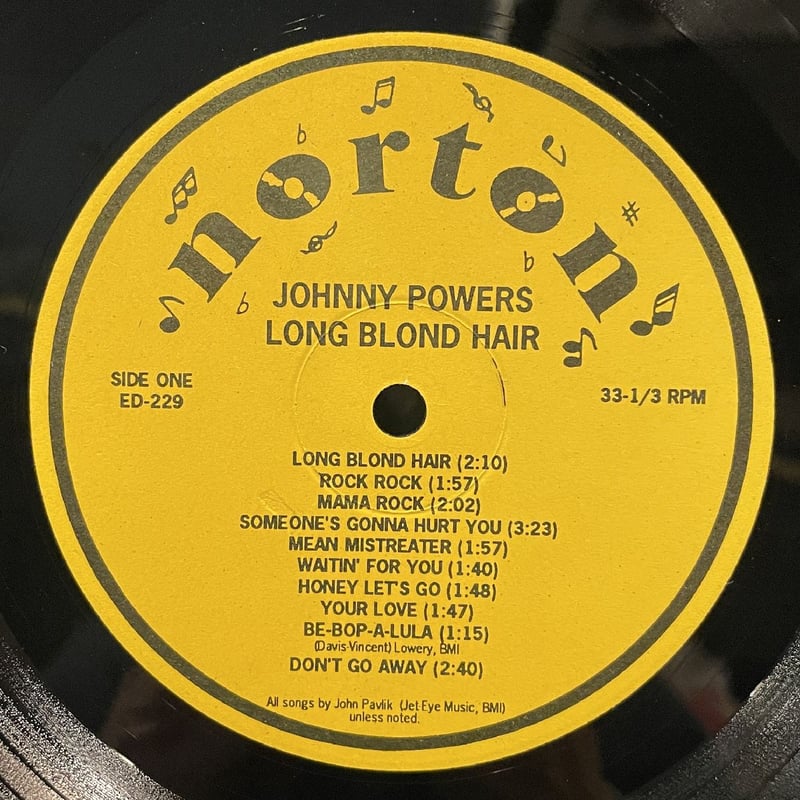 norton
JOHNNY POWERS
LONG BLOND HAIR
SIDE ONE
ED-229
33-1/3 RPM
LONG BLOND HAIR (2:10)
ROCK ROCK (1:57)
MAMA ROCK (2:02)
SOMEONE'S GONNA HURT YOU (3:23)
MEAN MISTREATER (1:57)
WAITIN' FOR YOU (1:40)
HONEY LET'S GO (1:48)
YOUR LOVE (1:47)
BE-BOP-A-LULA (1:15)
(Davis-Vincent) Lowery, BMI
DON'T GO AWAY (2:40)
All songs by John Pavlik (Jet-Eye Music, BMI)
unless noted.